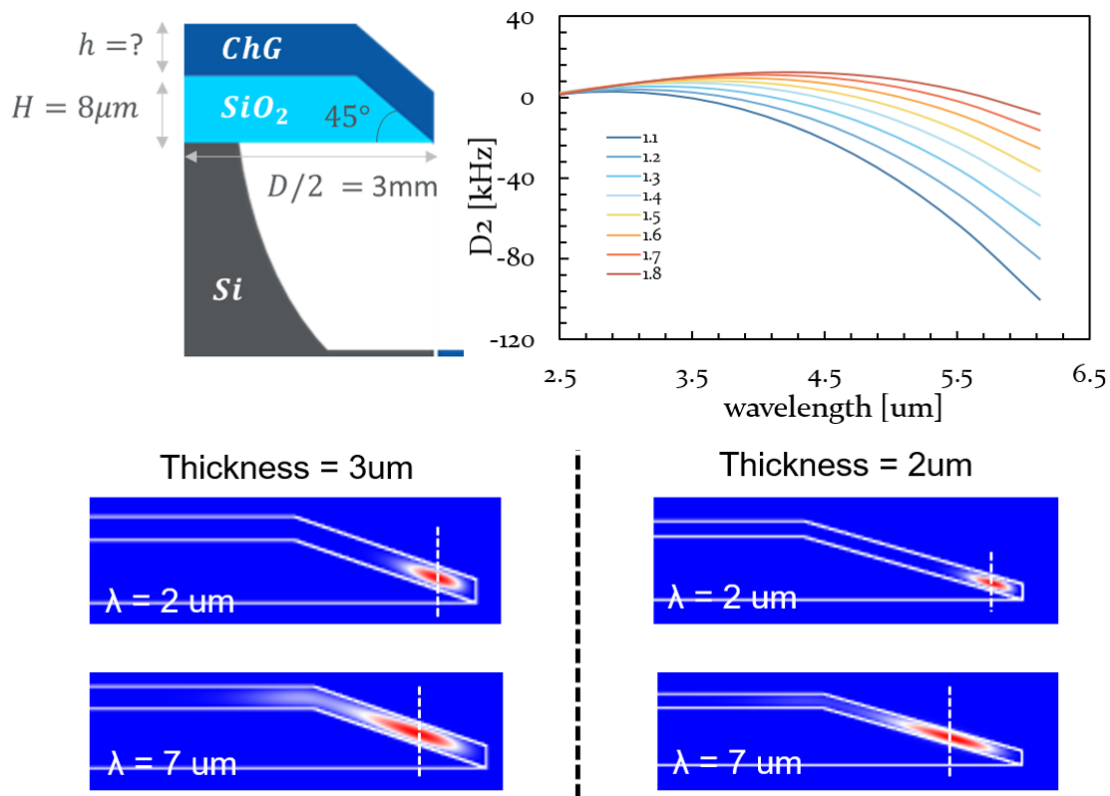 h =?
ChG
H = 8μm
SiO₂
45°
D/2 = 3mm
Si
40
0
-40
-80
-120
D2 [kHz]
1.1
1.2
1.3
1.4
1.5
1.6
1.7
1.8
2.5 3.5 4.5 5.5 6.5
wavelength [um]
Thickness = 3um
Thickness = 2um
λ = 2 um
λ = 2 um
λ = 7 um
λ = 7 um